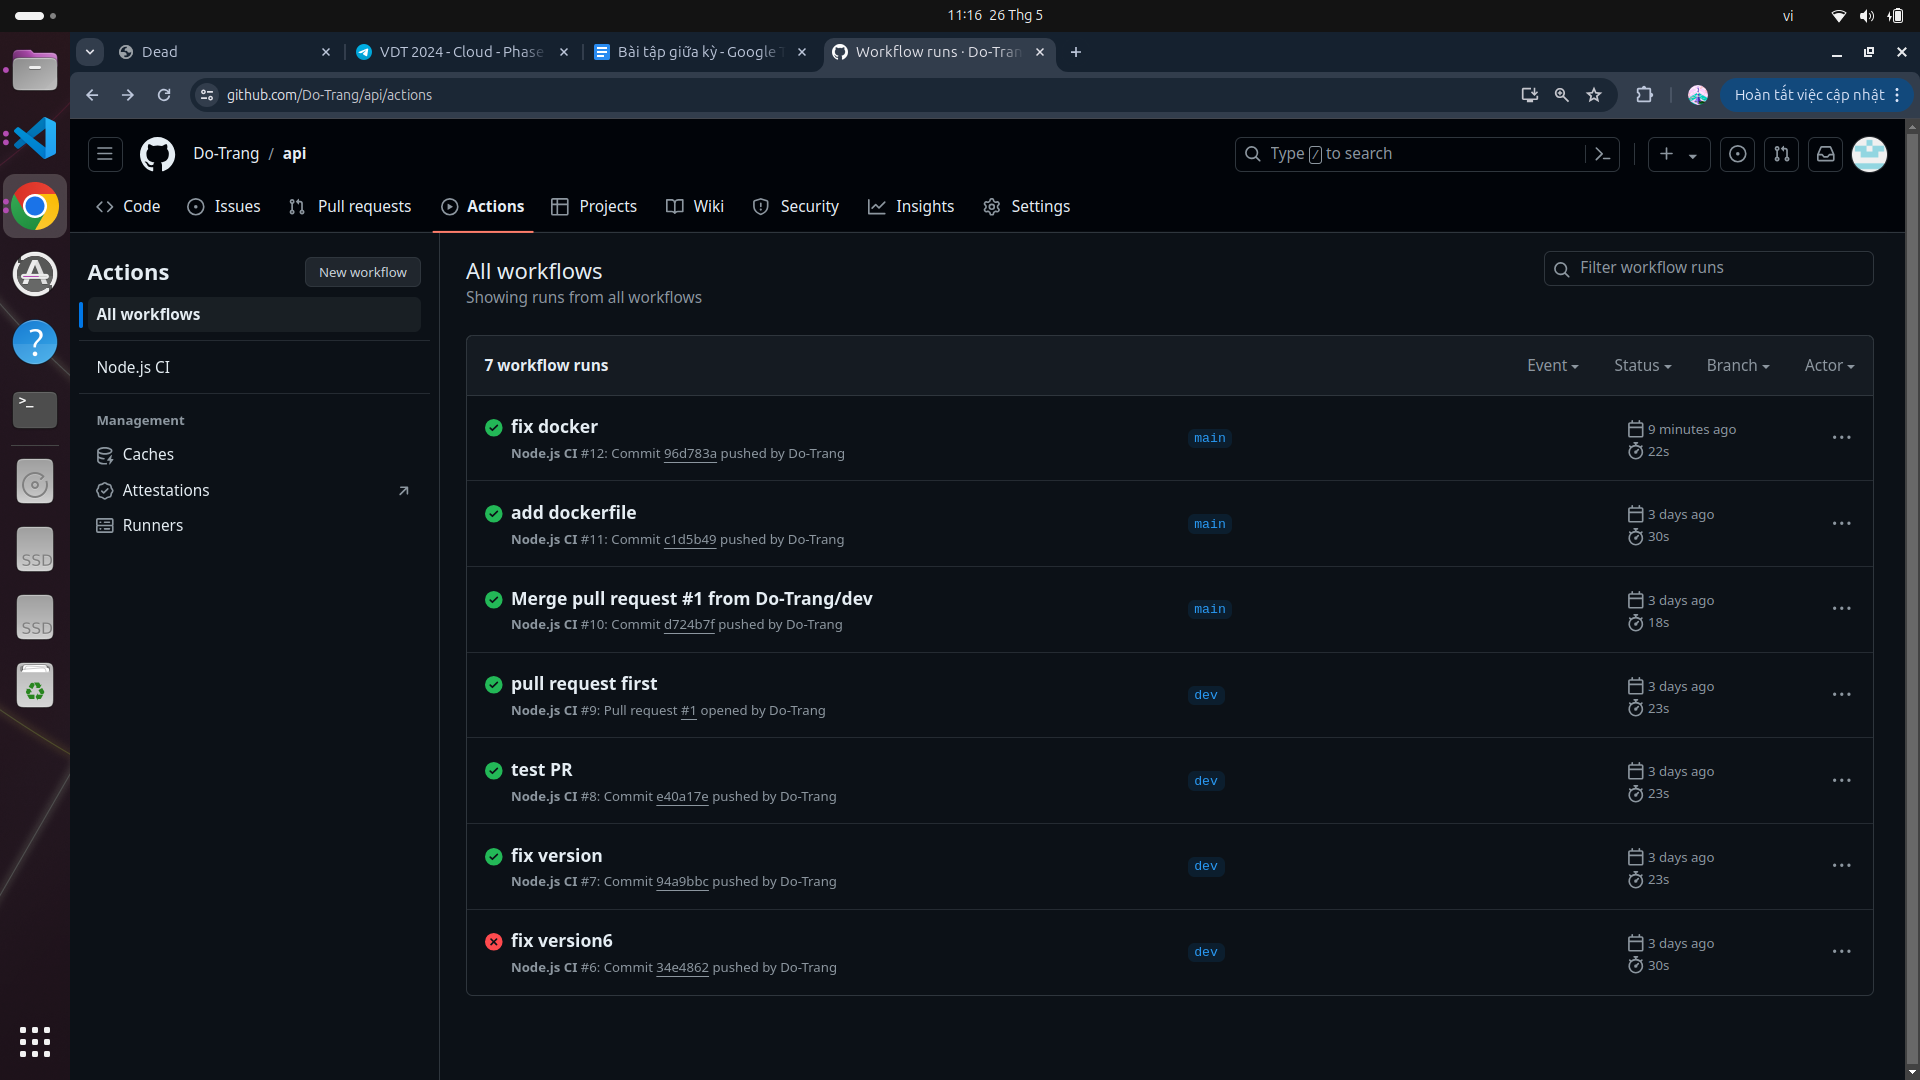 11:16 26 Thg 5
vi
Dead
VDT 2024 - Cloud - Phase
Bài tập giữa kỳ - Google T
Workflow runs · Do-Tran
github.com/Do-Trang/api/actions
Hoàn tất việc cập nhật
Do-Trang / api
Type / to search
Code
Issues
Pull requests
Actions
Projects
Wiki
Security
Insights
Settings
Actions
New workflow
All workflows
Node.js CI
Management
Caches
Attestations
Runners
All workflows
Showing runs from all workflows
Filter workflow runs
7 workflow runs
Event
Status
Branch
Actor
fix docker
Node.js CI #12: Commit 96d783a pushed by Do-Trang
main
9 minutes ago
22s
add dockerfile
Node.js CI #11: Commit c1d5b49 pushed by Do-Trang
main
3 days ago
30s
Merge pull request #1 from Do-Trang/dev
Node.js CI #10: Commit d724b7f pushed by Do-Trang
main
3 days ago
18s
pull request first
Node.js CI #9: Pull request #1 opened by Do-Trang
dev
3 days ago
23s
test PR
Node.js CI #8: Commit e40a17e pushed by Do-Trang
dev
3 days ago
23s
fix version
Node.js CI #7: Commit 94a9bbc pushed by Do-Trang
dev
3 days ago
23s
fix version6
Node.js CI #6: Commit 34e4862 pushed by Do-Trang
dev
3 days ago
30s
SSD
SSD